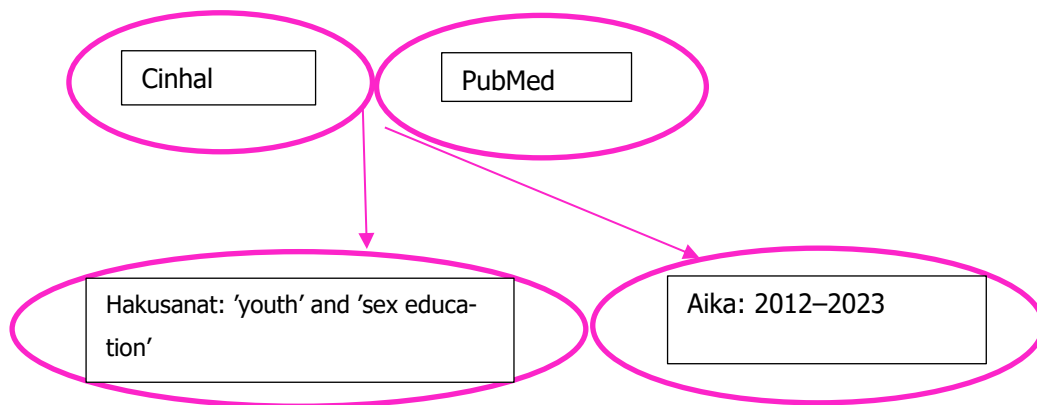 Cinhal
PubMed
Hakusanat: ’youth’ and ’sex educa-
tion’
Aika: 2012–2023